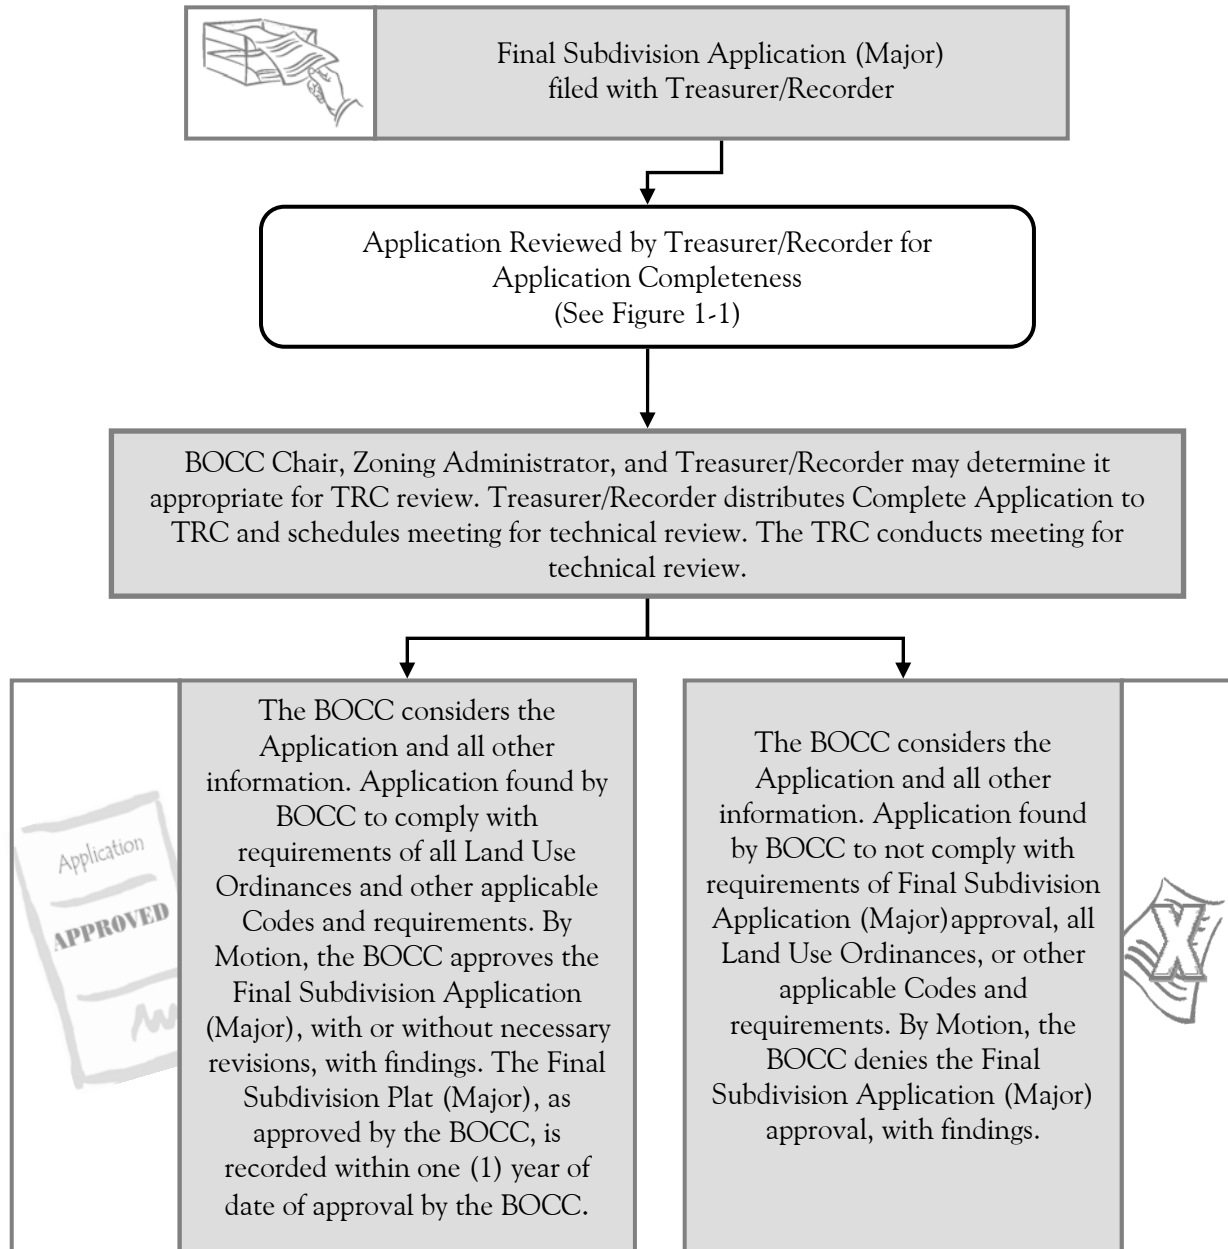 Final Subdivision Application (Major)
filed with Treasurer/Recorder
Application Reviewed by Treasurer/Recorder for
Application Completeness
(See Figure 1-1)
BOCC Chair, Zoning Administrator, and Treasurer/Recorder may determine it
appropriate for TRC review. Treasurer/Recorder distributes Complete Application to
TRC and schedules meeting for technical review. The TRC conducts meeting for
technical review.
Application
APPROVED
The BOCC considers the
Application and all other
information. Application found by
BOCC to comply with
requirements of all Land Use
Ordinances and other applicable
Codes and requirements. By
Motion, the BOCC approves the
Final Subdivision Application
(Major), with or without necessary
revisions, with findings. The Final
Subdivision Plat (Major), as
approved by the BOCC, is
recorded within one (1) year of
date of approval by the BOCC.
The BOCC considers the
Application and all other
information. Application found
by BOCC to not comply with
requirements of Final Subdivision
Application (Major)approval, all
Land Use Ordinances, or other
applicable Codes and
requirements. By Motion, the
BOCC denies the Final
Subdivision Application (Major)
approval, with findings.
X